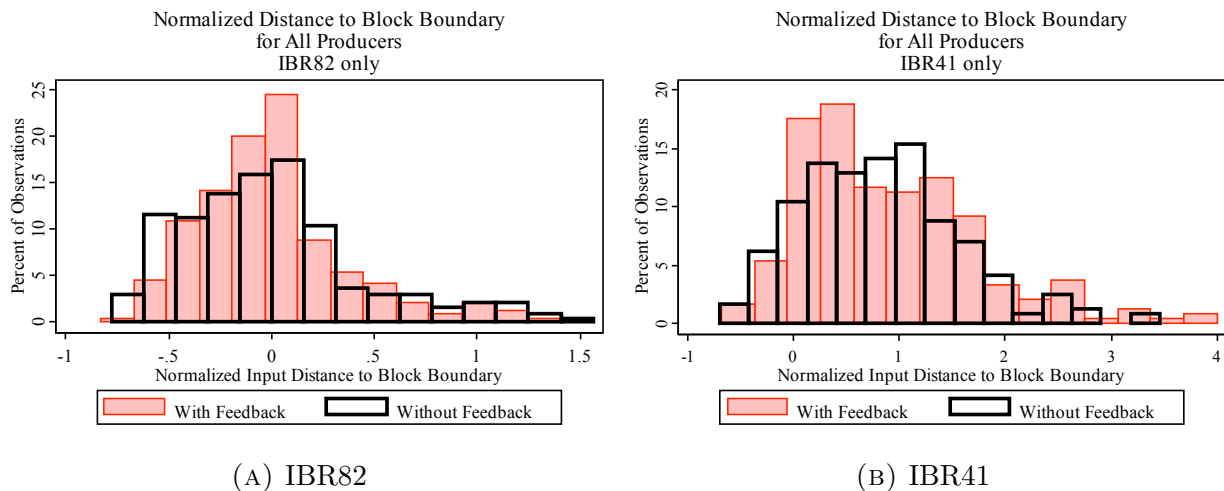 Normalized Distance to Block Boundary
for All Producers
IBR82 only
Percent of Observations
25
20
15
10
5
0
-1
-.5
0
.5
1
1.5
Normalized Input Distance to Block Boundary
With Feedback
Without Feedback
(A) IBR82
Normalized Distance to Block Boundary
for All Producers
IBR41 only
Percent of Observations
20
15
10
5
0
-1
0
1
2
3
4
Normalized Input Distance to Block Boundary
With Feedback
Without Feedback
(B) IBR41